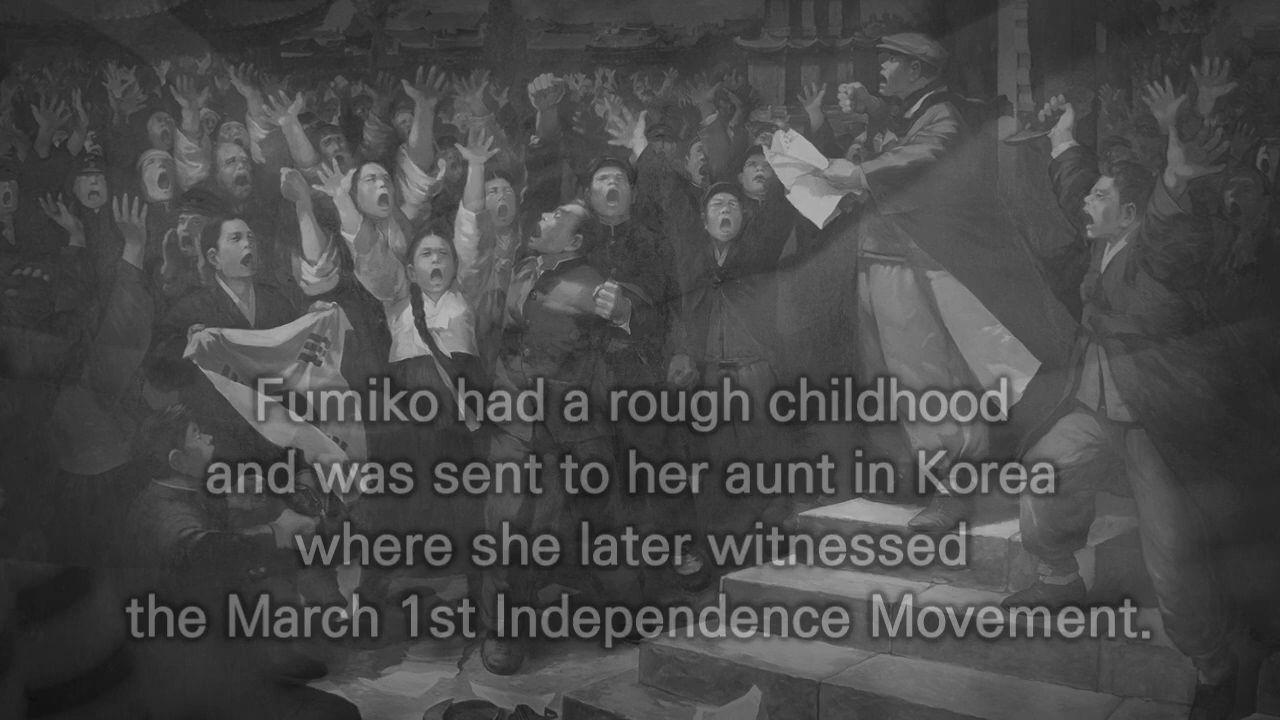 Fumiko had a rough childhood
and was sent to her aunt in Korea
where she later witnessed
the March 1st Independence Movement.